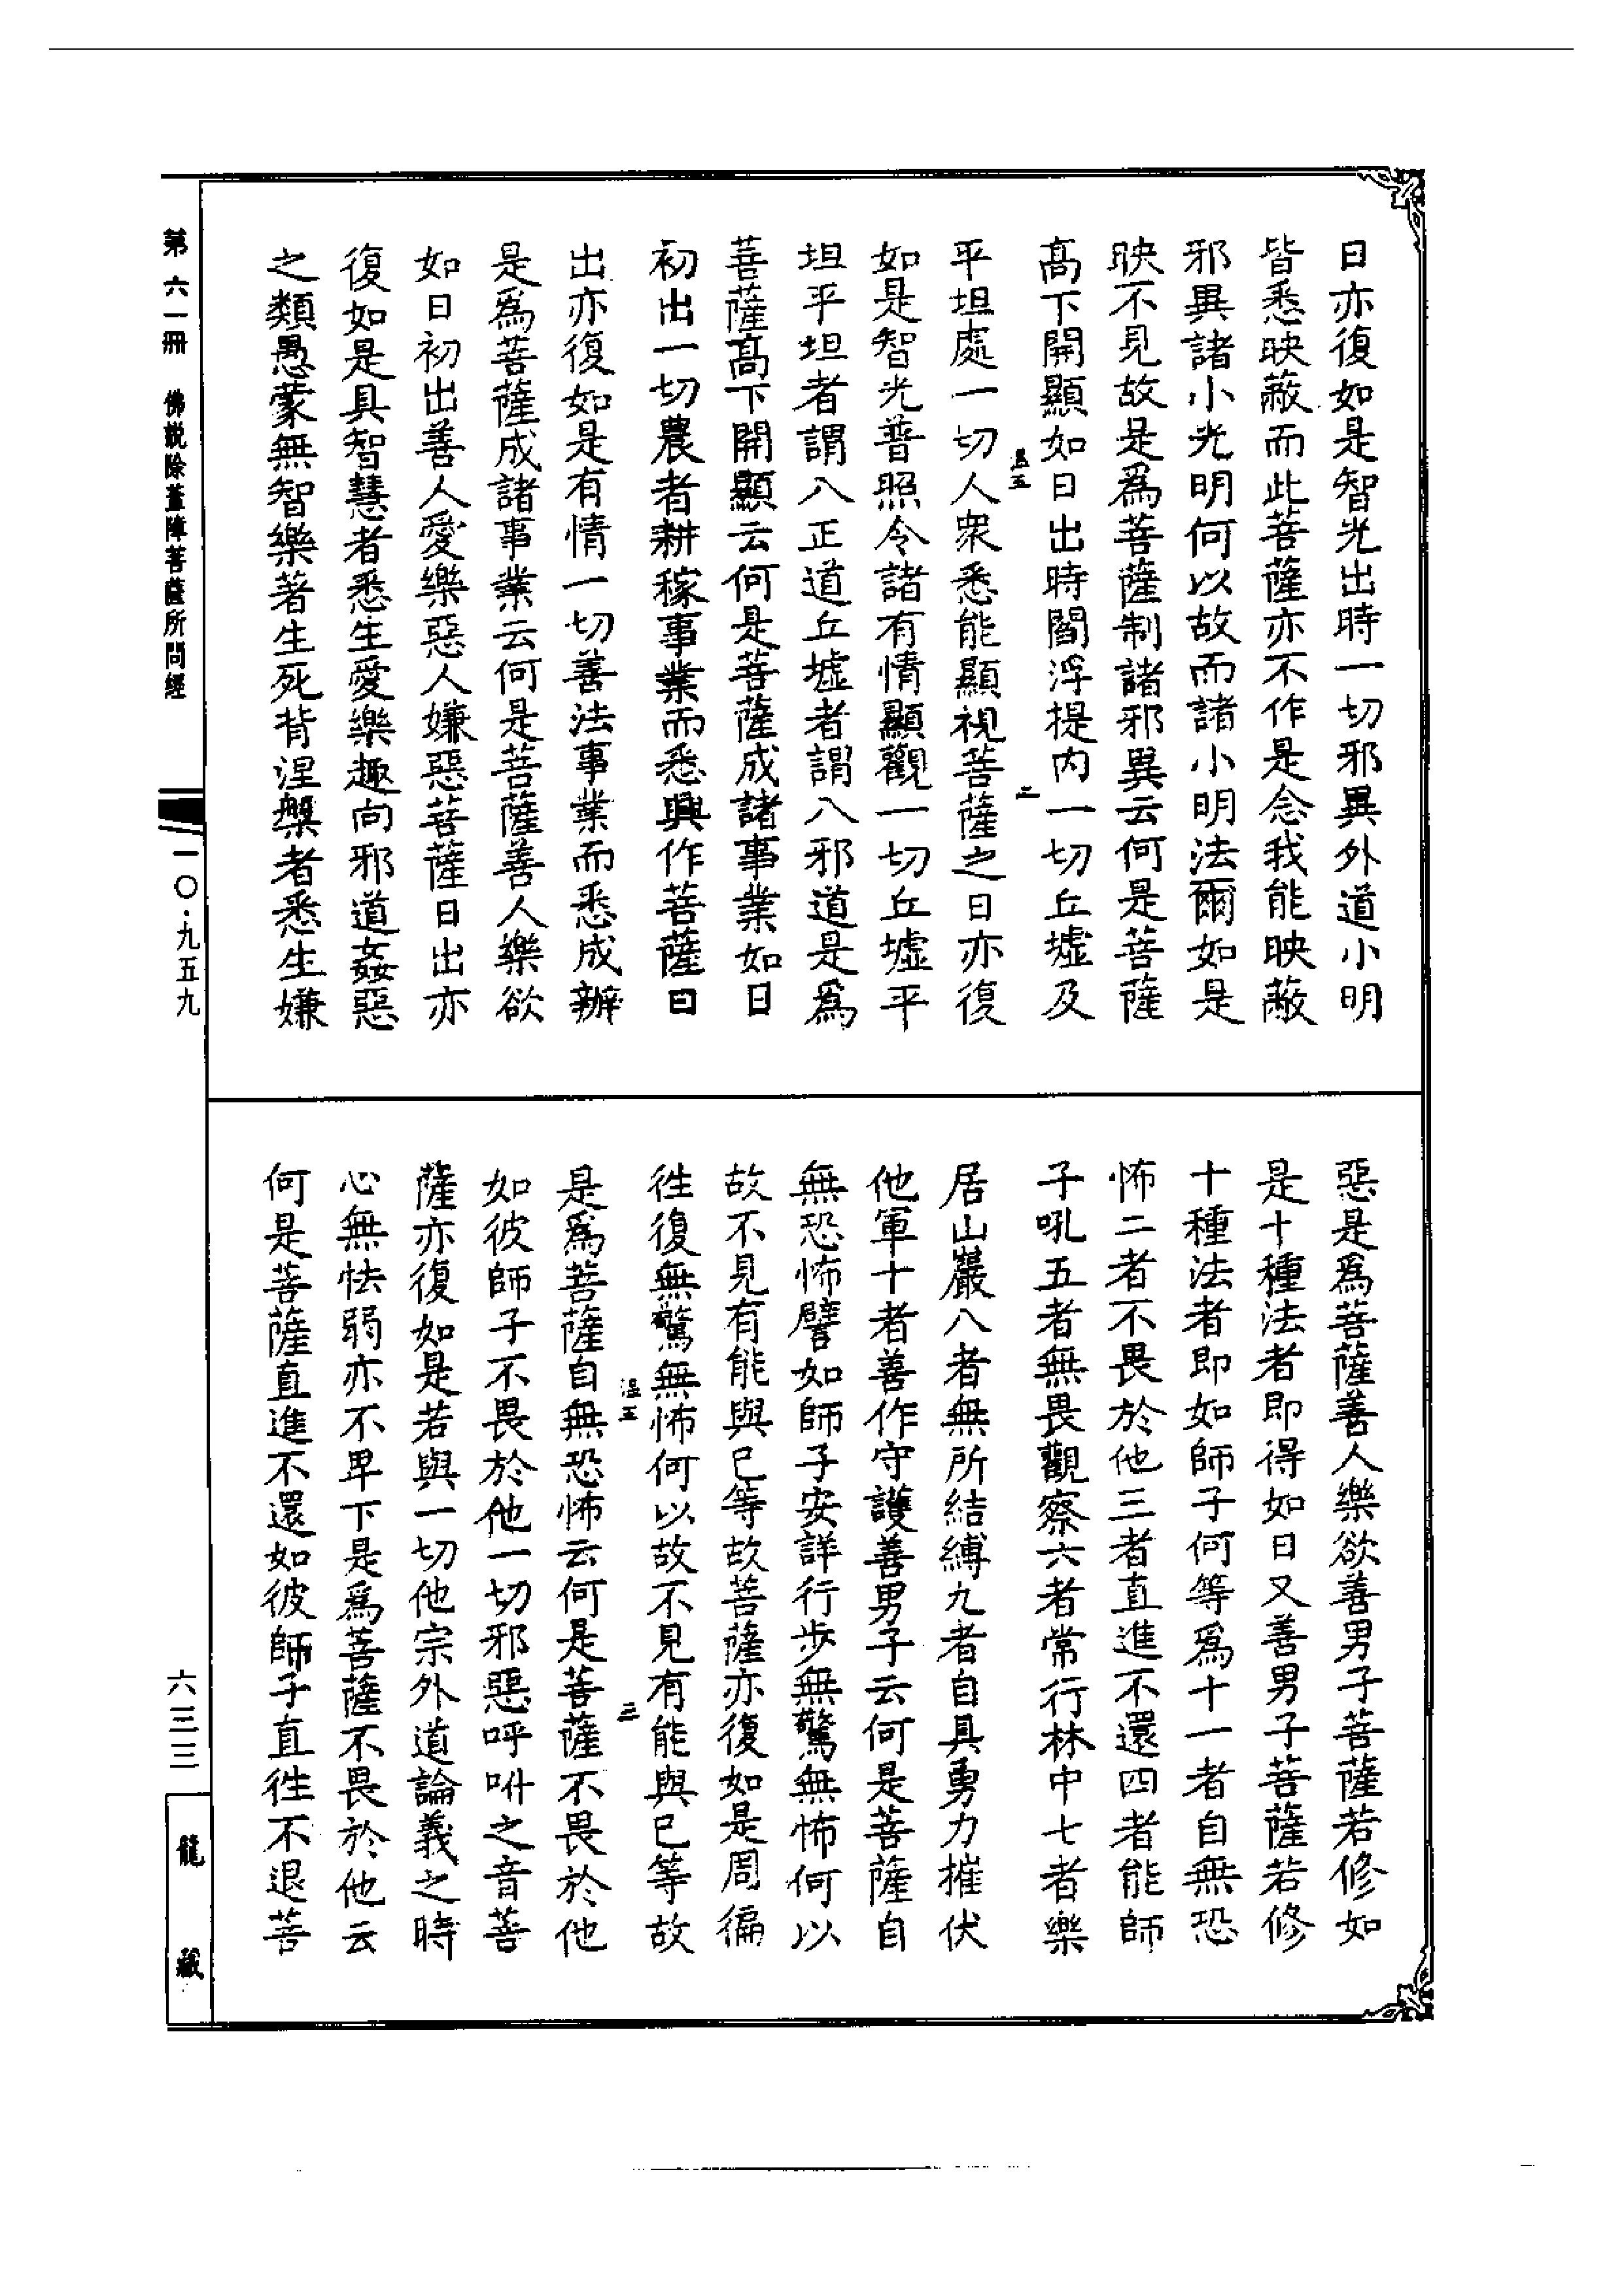 日亦復如是智光出時一切邪異外道小明
皆悉映蔽而此菩薩亦不作是念我能映蔽
邪異諸小光明何以故而諸小明法爾如是
映不見故是爲菩薩制諸邪異云何是菩薩
髙下開顯如日出時閻浮提内一切丘墟及
二
平坦處一切人衆悉能顯視菩薩之日亦復
如是智光普照令諸有情顯觀一切丘墟平
坦平坦者謂八正道丘墟者謂八邪道是爲
菩薩髙下開顯云何是菩薩成諸事業如日
初出一切農者耕稼事業而悉興作菩薩日
出亦復如是有情一切善法事業而悉成辦
是爲菩薩成諸事業云何是菩薩善人樂欲
如日初出善人愛樂惡人嫌惡菩薩日出亦
復如是具智慧者悉生愛樂趣向邪道姦惡
之類愚蒙無智樂著生死背涅槃者悉生嫌
惡是爲菩薩善人樂欲善男子菩薩若修如
是十種法者即得如日又善男子菩薩若修
十種法者即如師子何等爲十一者自無恐
怖二者不畏於他三者直進不還四者能師
子吼五者無畏觀察六者常行林中七者樂
居山巖八者無所結縛九者自具勇力摧伏
他軍十者善作守護善男子云何是菩薩自
無恐怖譬如師子安詳行步無驚無怖何以
故不見有能與已等故菩薩亦復如是周徧
徃復無驚無怖何以故不見有能與已等故
三
是爲菩薩自無恐怖云何是菩薩不畏於他
如彼師子不畏於他一切邪惡呼吶之音菩
薩亦復如是若與一切他宗外道論義之時
心無怯弱亦不卑下是爲菩薩不畏於他云
何是菩薩直進不還如彼師子直徃不退菩
第六一冊 佛説除蓋障菩薩所問經
一〇·九五九
六三三
龍藏